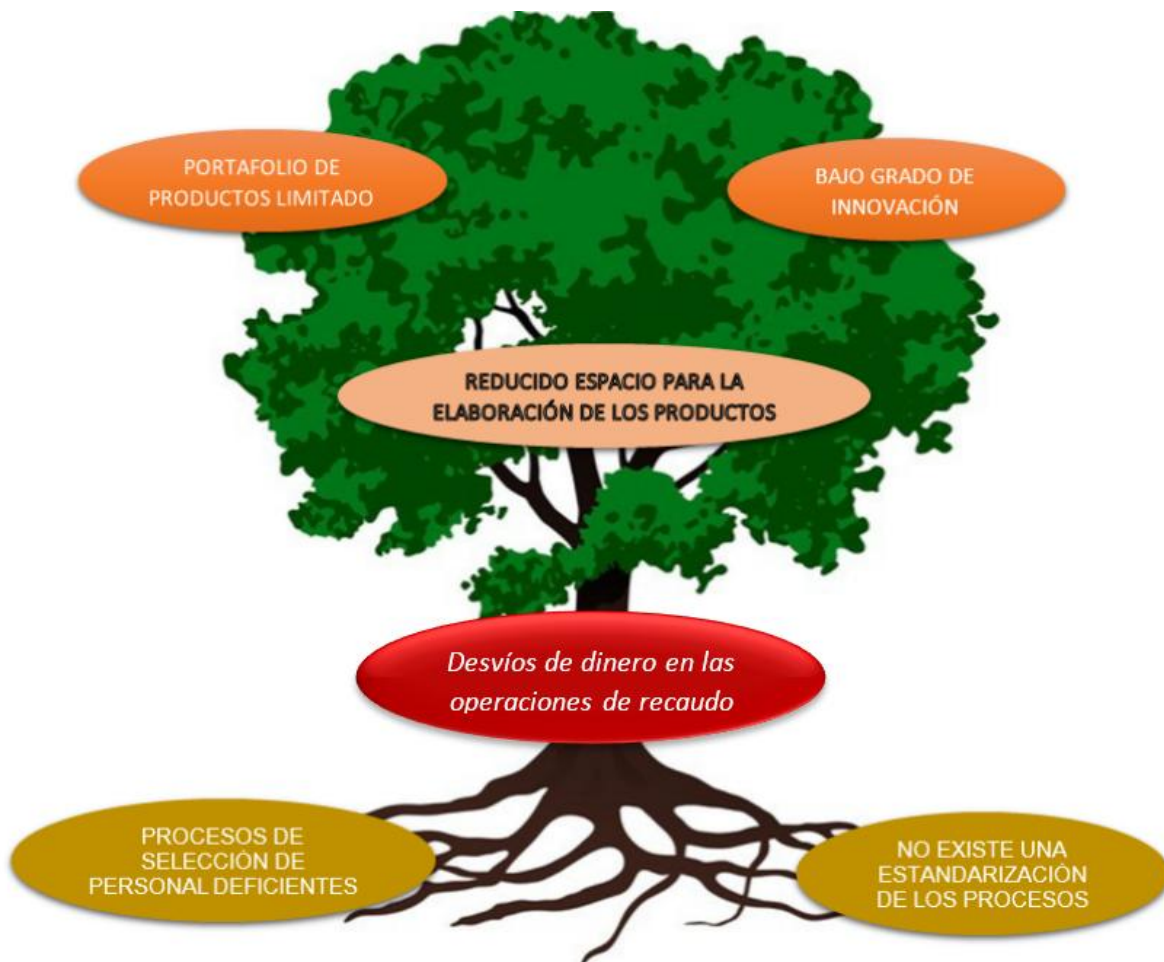 PORTAFOLIO DE
PRODUCTOS LIMITADO
BAJO GRADO DE
INNOVACIÓN
REDUCIDO ESPACIO PARA LA
ELABORACIÓN DE LOS PRODUCTOS
Desvíos de dinero en las
operaciones de recaudo
PROCESOS DE
SELECCIÓN DE
PERSONAL DEFICIENTES
NO EXISTE UNA
ESTANDARIZACIÓN
DE LOS PROCESOS